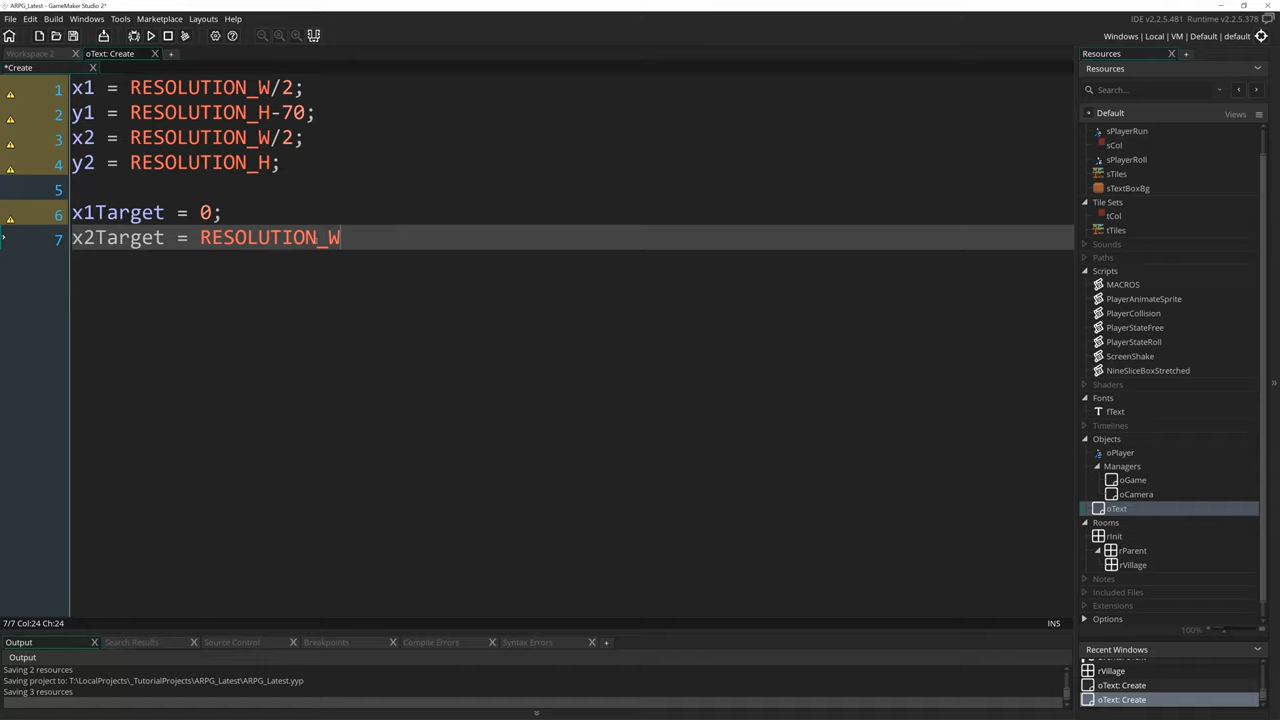 ARPG_Latest* - GameMaker Studio 2*
IDE v2.2.5.481 Runtime v2.2.5.378
File Edit Build Windows Tools Marketplace Layouts Help
Windows | Local | VM | Default | default
Workspace 2
oText: Create
*Create
1 x1 = RESOLUTION_W/2;
2 y1 = RESOLUTION_H-70;
3 x2 = RESOLUTION_W/2;
4 y2 = RESOLUTION_H;
5
6 x1Target = 0;
7 x2Target = RESOLUTION_W
7/7 Col:24 Ch:24
INS
Output
Search Results
Source Control
Breakpoints
Compile Errors
Syntax Errors
Output
Saving 2 resources
Saving project to: T:\LocalProjects\_TutorialProjects\ARPG_Latest\ARPG_Latest.yyp
Saving 3 resources
Resources
Resources
Search...
Default
Views
sPlayerRun
sCol
sPlayerRoll
sTiles
sTextBoxBg
Tile Sets
tCol
tTiles
Sounds
Paths
Scripts
MACROS
PlayerAnimateSprite
PlayerCollision
PlayerStateFree
PlayerStateRoll
ScreenShake
NineSliceBoxStretched
Shaders
Fonts
fText
Timelines
Objects
oPlayer
Managers
oGame
oCamera
oText
Rooms
rInit
rParent
rVillage
Notes
Included Files
Extensions
Options
100%
Recent Windows
rVillage
oText: Create
oText: Create